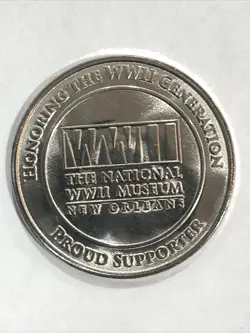 HONORING THE WWII GENERATION
WWII
THE NATIONAL
WWII MUSEUM
NEW ORLEANS
PROUD SUPPORTER